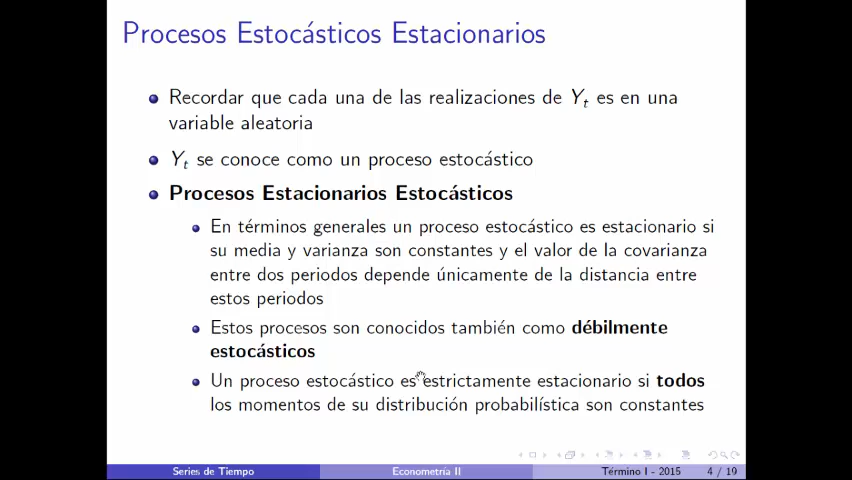 Procesos Estocásticos Estacionarios
Recordar que cada una de las realizaciones de Yt es en una
variable aleatoria
Yt se conoce como un proceso estocástico
Procesos Estacionarios Estocásticos
En términos generales un proceso estocástico es estacionario si
su media y varianza son constantes y el valor de la covarianza
entre dos periodos depende únicamente de la distancia entre
estos periodos
Estos procesos son conocidos también como débilmente
estocásticos
Un proceso estocástico es estrictamente estacionario si todos
los momentos de su distribución probabilística son constantes
Series de Tiempo Econometría II Término I - 2015 4 / 19